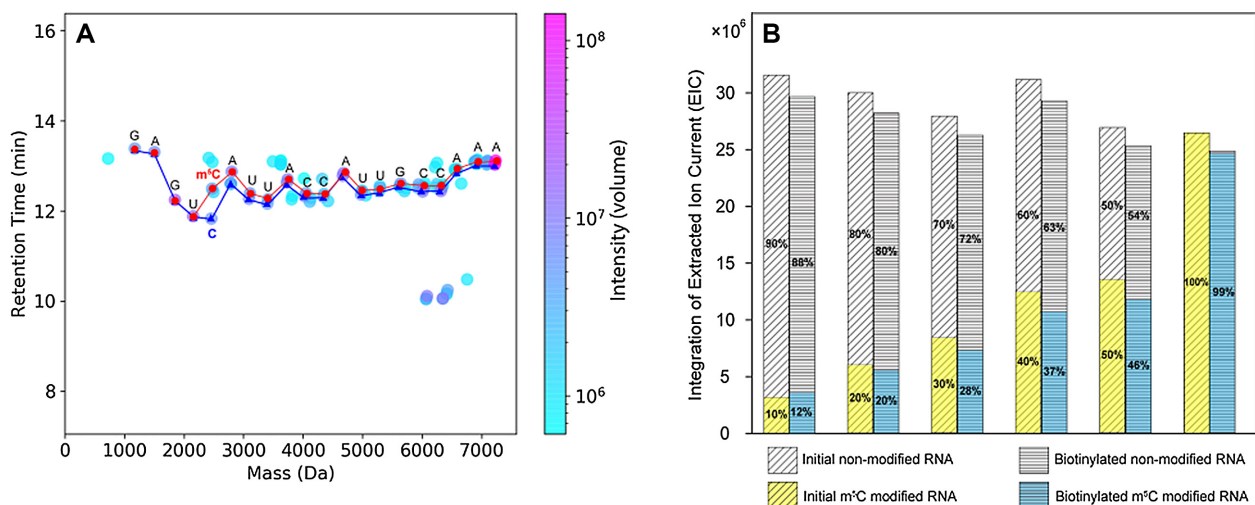 A
16
14
12
10
8
Retention Time (min)
G A G U m⁵C C A U U A C C A U U G C C A A A
0 1000 2000 3000 4000 5000 6000 7000
Mass (Da)
10⁸
10⁷
10⁶
Intensity (volume)
B
×10⁶
30
25
20
15
10
5
0
Integration of Extracted Ion Current (EIC)
90% 88% 80% 80% 70% 72% 60% 63% 50% 54%
10% 12% 20% 20% 30% 28% 40% 37% 50% 46% 100% 99%
Initial non-modified RNA
Biotinylated non-modified RNA
Initial m⁵C modified RNA
Biotinylated m⁵C modified RNA